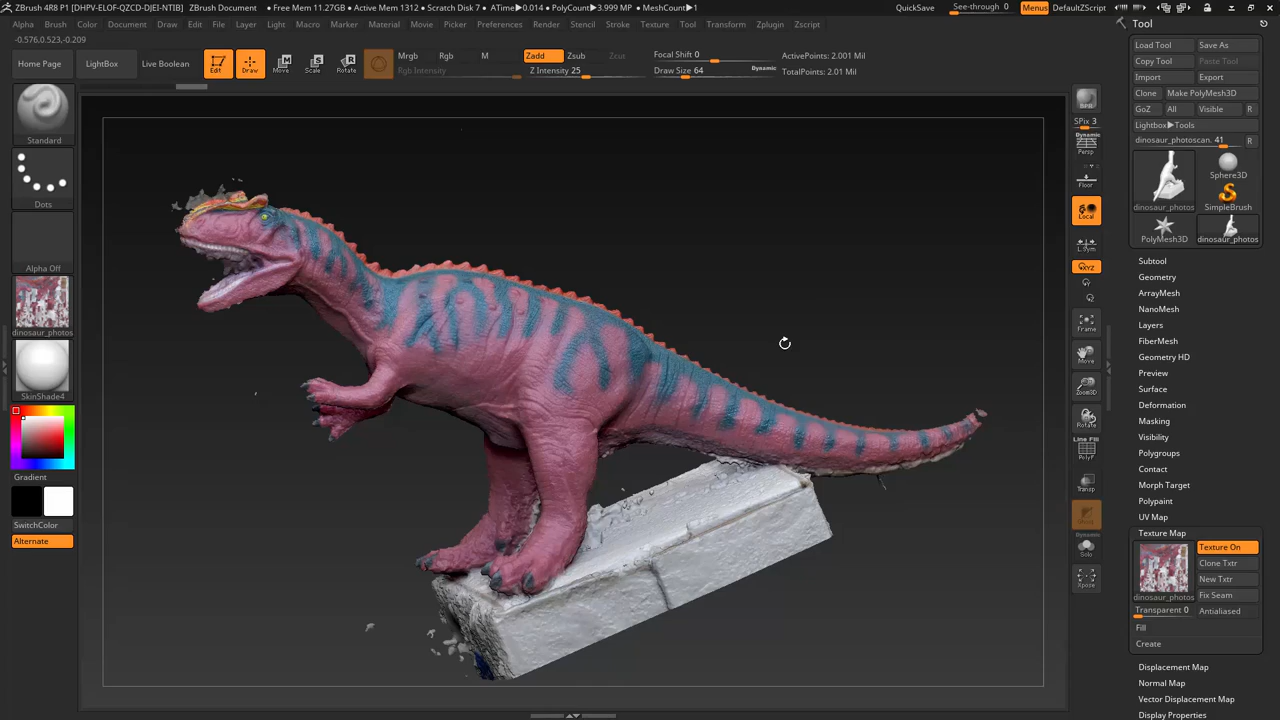 ZBrush 4R8 P1 [DHPV-ELOF-QZCD-DJEI-NTIB] ZBrush Document • Free Mem 11.27GB • Active Mem 1312 • Scratch Disk 7 • ATime▶0.014 • PolyCount▶3.999 MP • MeshCount▶1 QuickSave See-through 0 Menus DefaultZScript
Alpha Brush Color Document Draw Edit File Layer Light Macro Marker Material Movie Picker Preferences Render Stencil Stroke Texture Tool Transform Zplugin Zscript
-0.576,0.523,-0.209
Home Page LightBox Live Boolean Edit Draw Move Scale Rotate
Mrgb Rgb M
Rgb Intensity
Zadd Zsub Zcut
Z Intensity 25
Focal Shift 0
Draw Size 64 Dynamic
ActivePoints: 2.001 Mil
TotalPoints: 2.01 Mil
Standard
Dots
Alpha Off
dinosaur_photos
SkinShade4
Gradient
SwitchColor
Alternate
BPR
SPix 3
Dynamic
Persp
Floor
Local
L.Sym
XYZ
Frame
Move
Zoom3D
Rotate
Line Fill
PolyF
Transp
Dynamic
Solo
Xpose
Tool
Load Tool Save As
Copy Tool Paste Tool
Import Export
Clone Make PolyMesh3D
GoZ All Visible R
Lightbox▶Tools
dinosaur_photoscan. 41 R
dinosaur_photos Sphere3D
SimpleBrush
PolyMesh3D dinosaur_photos
Subtool
Geometry
ArrayMesh
NanoMesh
Layers
FiberMesh
Geometry HD
Preview
Surface
Deformation
Masking
Visibility
Polygroups
Contact
Morph Target
Polypaint
UV Map
Texture Map
Texture On
Clone Txtr
New Txtr
dinosaur_photos Fix Seam
Transparent 0 Antialiased
Fill
Create
Displacement Map
Normal Map
Vector Displacement Map
Display Properties